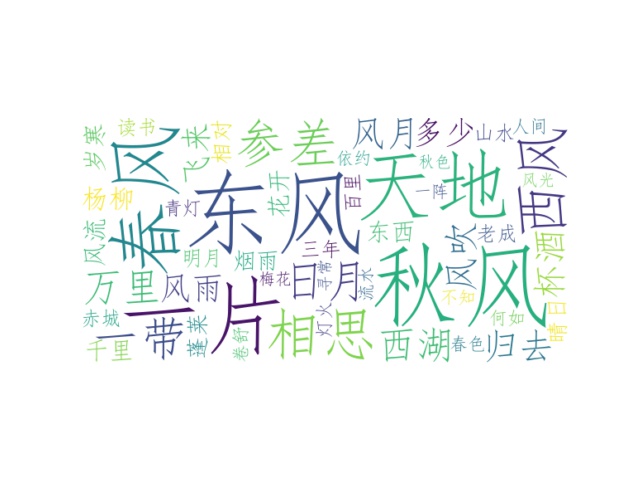 岁寒
读书
春风
飞来
相对
参差
风月
多少
山水
人间
依约
秋色
西风
杨柳
青灯
东风
花开
百里
天地
一阵
风光
风流
明月
烟雨
三年
东西
风吹
老成
杯酒
万里
风雨
一片
梅花
日月
寻常
流水
秋风
不知
晴日
赤城
一带
蓬莱
卷舒
相思
灯火
西湖
春色
何如
归去
千里